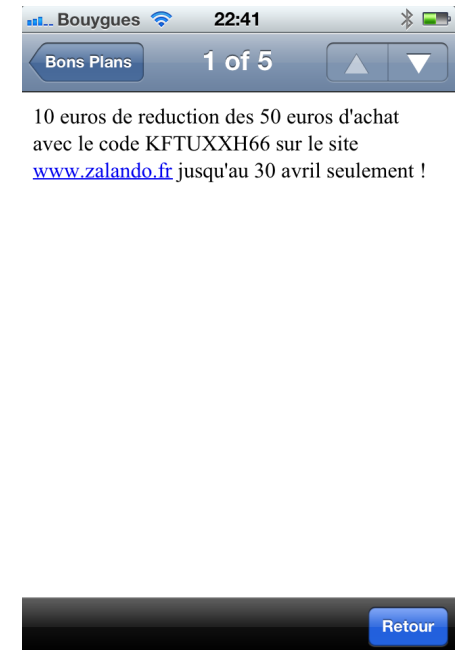 Bouygues 22:41
Bons Plans 1 of 5
10 euros de reduction des 50 euros d'achat
avec le code KFTUXXH66 sur le site
www.zalando.fr jusqu'au 30 avril seulement !
Retour